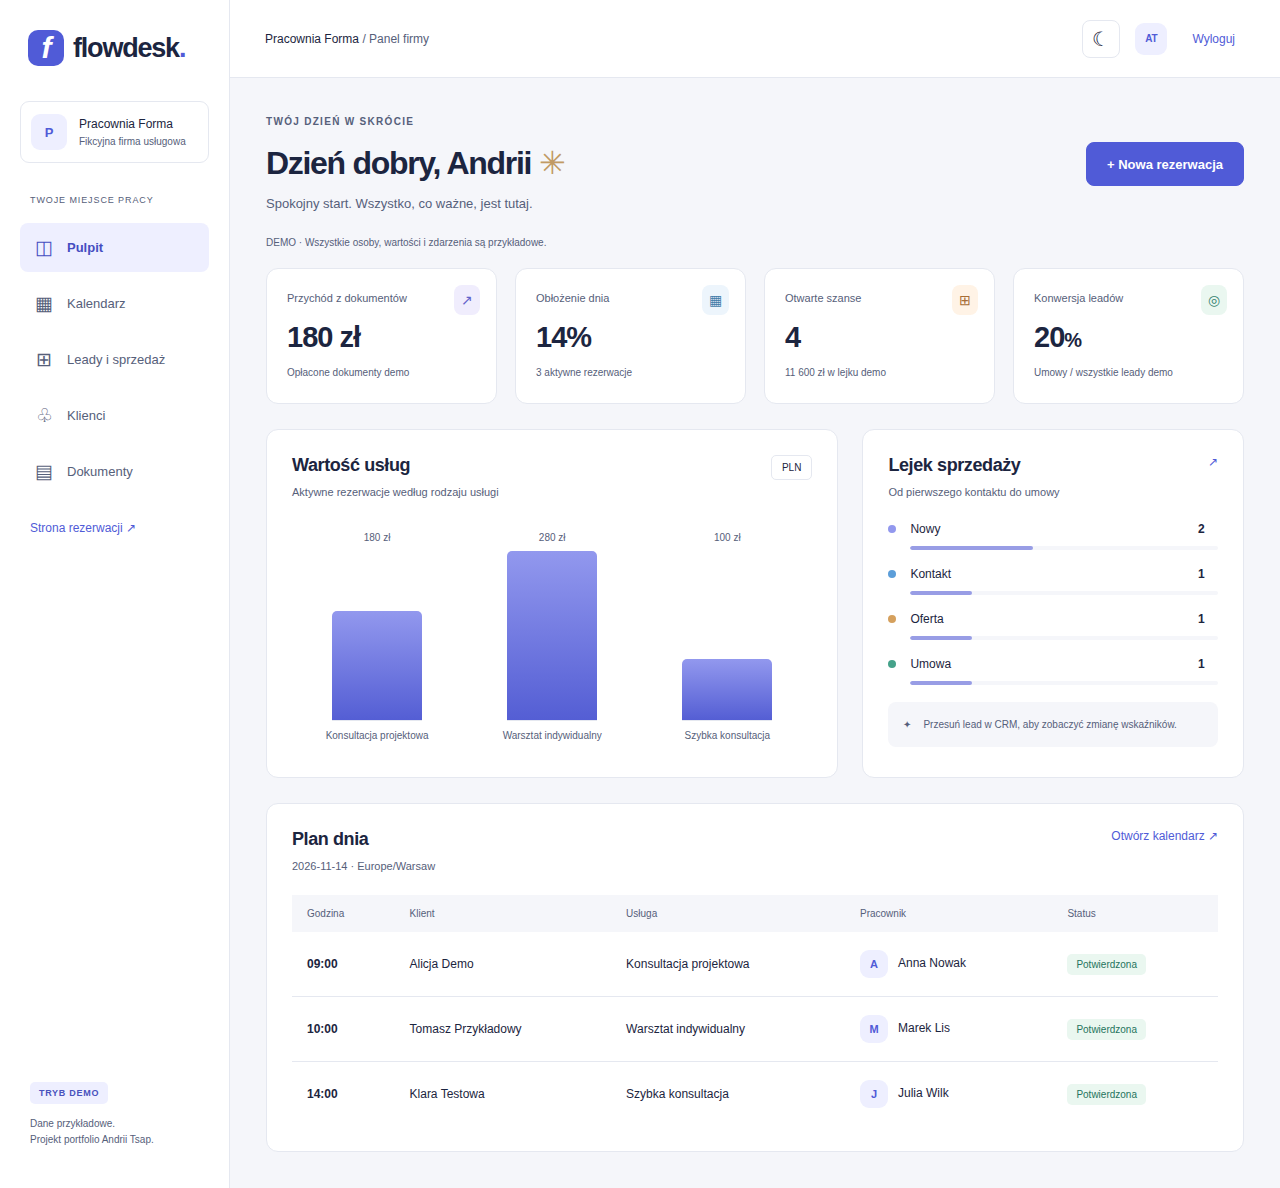 flowdesk.
P
Pracownia Forma
Fikcyjna firma usługowa
TWOJE MIEJSCE PRACY
Pulpit
Kalendarz
Leady i sprzedaż
Klienci
Dokumenty
Strona rezerwacji ↗
TRYB DEMO
Dane przykładowe.
Projekt portfolio Andrii Tsap.
Pracownia Forma / Panel firmy
AT
Wyloguj
TWÓJ DZIEŃ W SKRÓCIE
Dzień dobry, Andrii ✳
Spokojny start. Wszystko, co ważne, jest tutaj.
+ Nowa rezerwacja
DEMO · Wszystkie osoby, wartości i zdarzenia są przykładowe.
Przychód z dokumentów ↗
180 zł
Opłacone dokumenty demo
Obłożenie dnia
14%
3 aktywne rezerwacje
Otwarte szanse
4
11 600 zł w lejku demo
Konwersja leadów
20%
Umowy / wszystkie leady demo
Wartość usług
PLN
Aktywne rezerwacje według rodzaju usługi
180 zł 280 zł 100 zł
Konsultacja projektowa Warsztat indywidualny Szybka konsultacja
Lejek sprzedaży ↗
Od pierwszego kontaktu do umowy
Nowy 2
Kontakt 1
Oferta 1
Umowa 1
✦ Przesuń lead w CRM, aby zobaczyć zmianę wskaźników.
Plan dnia
Otwórz kalendarz ↗
2026-11-14 · Europe/Warsaw
Godzina Klient Usługa Pracownik Status
09:00 Alicja Demo Konsultacja projektowa A Anna Nowak Potwierdzona
10:00 Tomasz Przykładowy Warsztat indywidualny M Marek Lis Potwierdzona
14:00 Klara Testowa Szybka konsultacja J Julia Wilk Potwierdzona